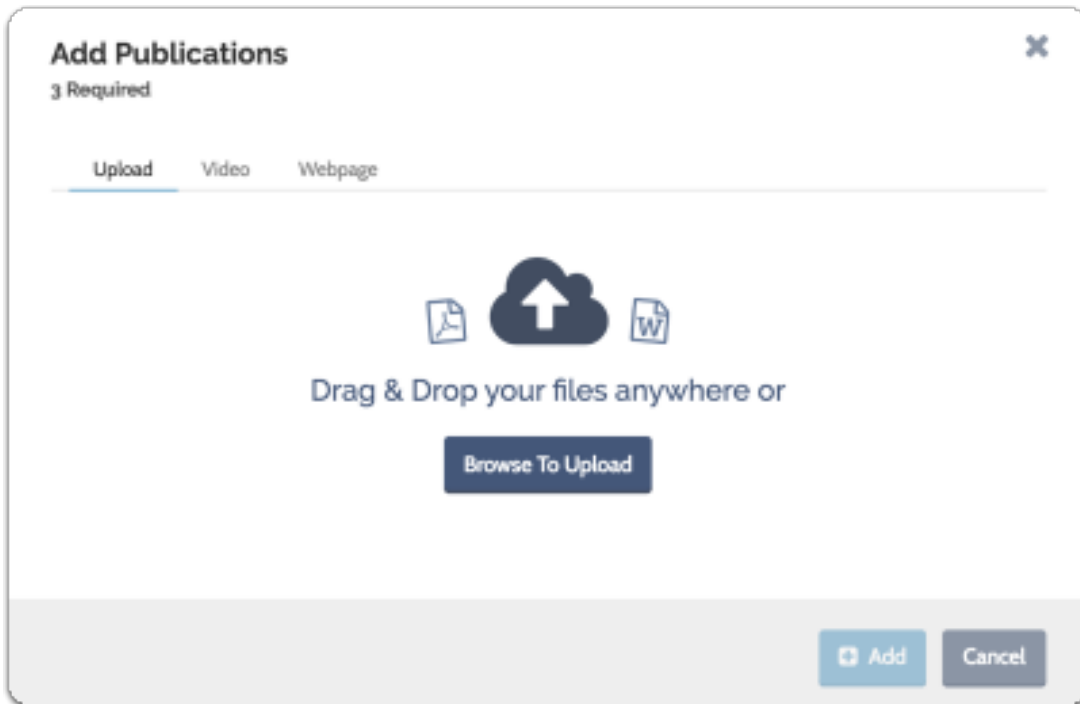 Add Publications
3 Required
Upload Video Webpage
W
Drag & Drop your files anywhere or
Browse To Upload
Add Cancel